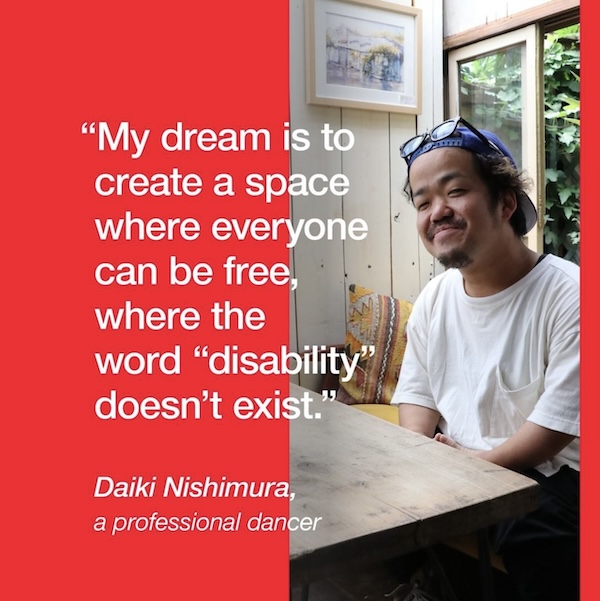 “My dream is to
create a space
where everyone
can be free,
where the
word “disability”
doesn’t exist.”
Daiki Nishimura,
a professional dancer